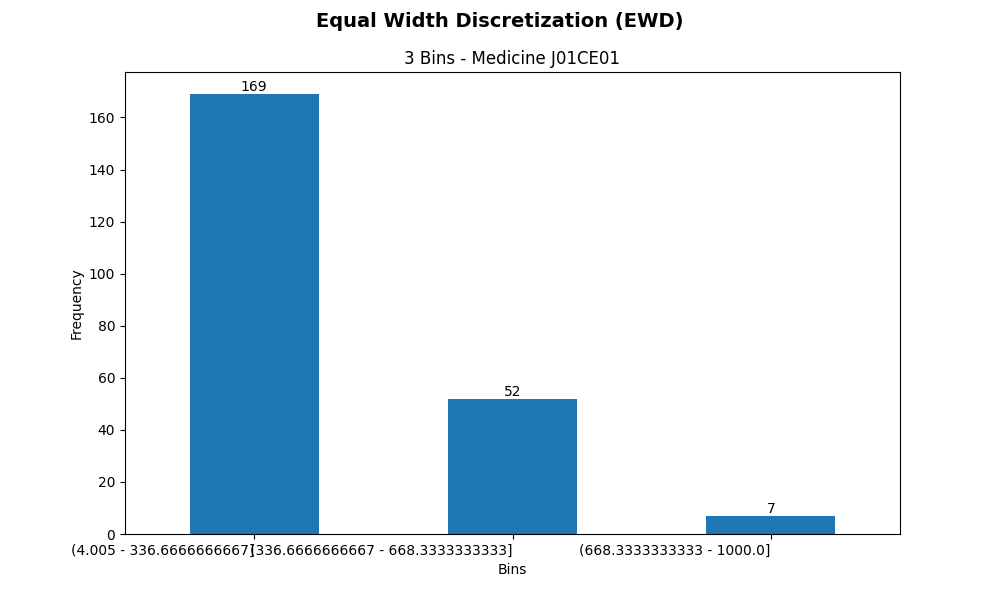 Equal Width Discretization (EWD)
3 Bins - Medicine J01CE01
Frequency
160
140
120
100
80
60
40
20
0
169
52
7
(4.005 - 336.6666666667]
(336.6666666667 - 668.3333333333]
(668.3333333333 - 1000.0]
Bins